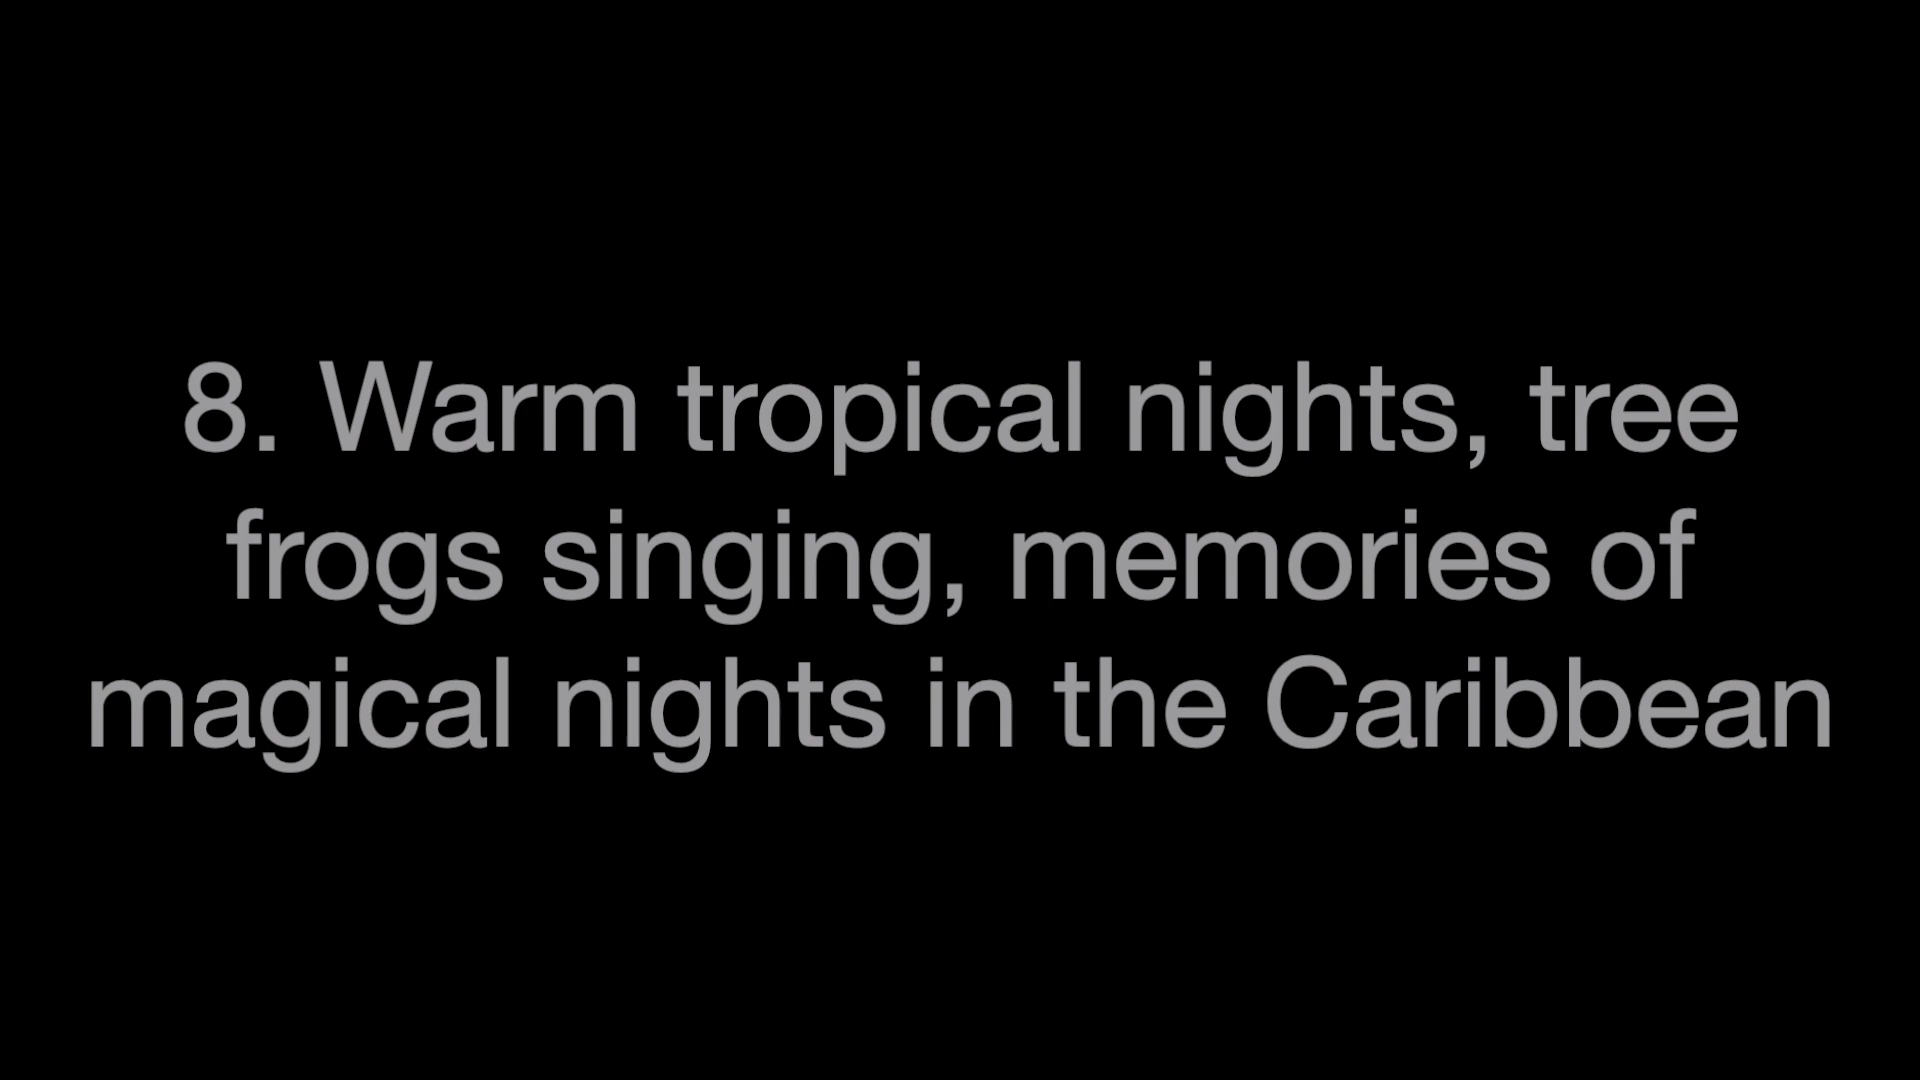 8. Warm tropical nights, tree
frogs singing, memories of
magical nights in the Caribbean